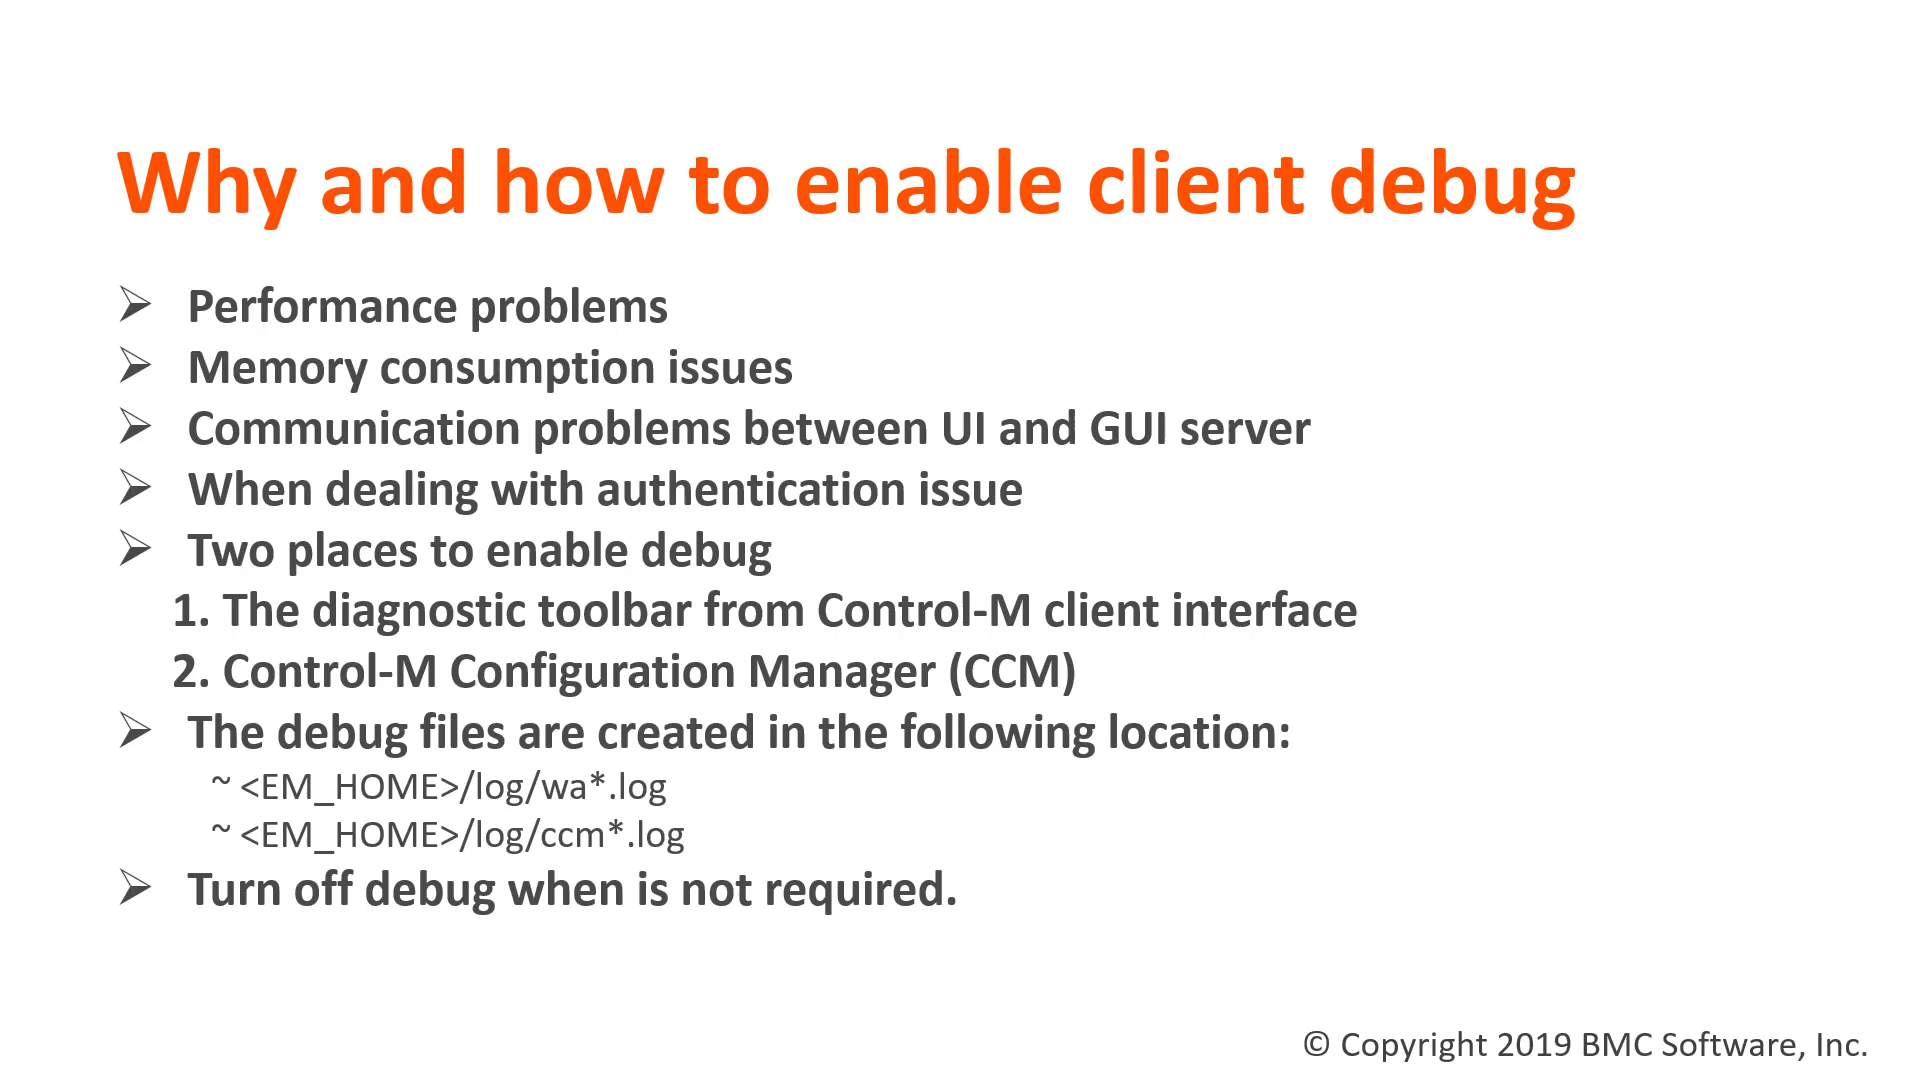 Why and how to enable client debug
➢ Performance problems
➢ Memory consumption issues
➢ Communication problems between UI and GUI server
➢ When dealing with authentication issue
➢ Two places to enable debug
1. The diagnostic toolbar from Control-M client interface
2. Control-M Configuration Manager (CCM)
➢ The debug files are created in the following location:
~ <EM_HOME>/log/wa*.log
~ <EM_HOME>/log/ccm*.log
➢ Turn off debug when is not required.
© Copyright 2019 BMC Software, Inc.